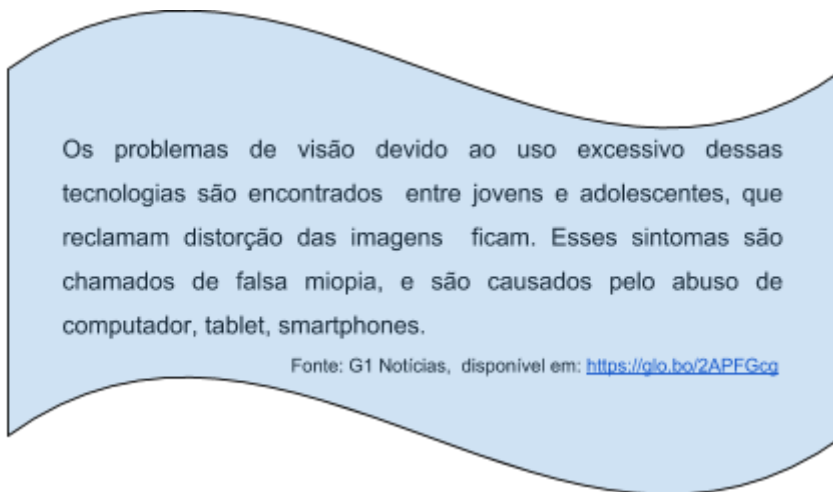 Os problemas de visão devido ao uso excessivo dessas
tecnologias são encontrados entre jovens e adolescentes, que
reclamam distorção das imagens ficam. Esses sintomas são
chamados de falsa miopia, e são causados pelo abuso de
computador, tablet, smartphones.
Fonte: G1 Notícias, disponível em: https://glo.bo/2APFGcg